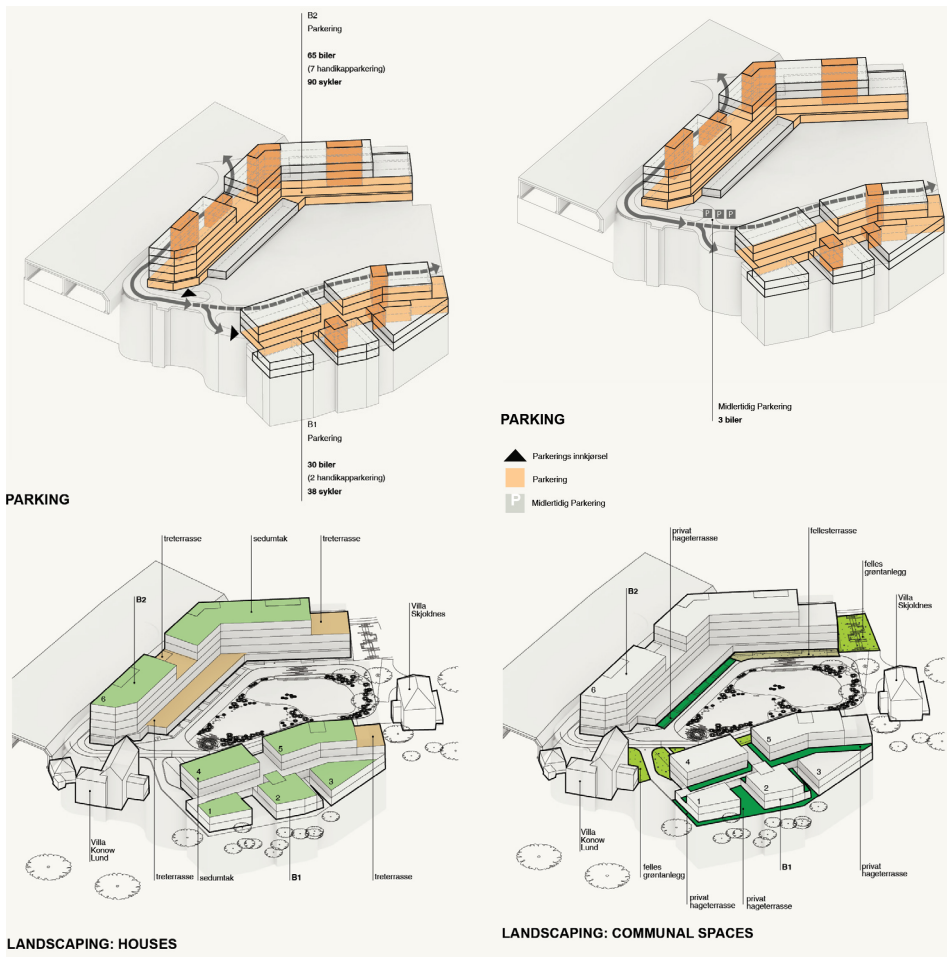 B2
Parkering
65 biler
(7 handikapparkering)
90 sykler
B1
Parkering
30 biler
(2 handikapparkering)
38 sykler
PARKING
P P P
Midlertidig Parkering
3 biler
PARKING
Parkerings innkjørsel
Parkering
P
Midlertidig Parkering
treterrasse
sedumtak
treterrasse
B2
Villa
Skjoldnes
6
5
4
3
2
1
Villa
Konow
Lund
treterrasse
sedumtak
B1
treterrasse
LANDSCAPING: HOUSES
privat
hageterrasse
fellesterrasse
felles
grøntanlegg
B2
Villa
Skjoldnes
6
5
4
3
2
1
Villa
Konow
Lund
felles
grøntanlegg
privat
hageterrasse
privat
hageterrasse
B1
privat
hageterrasse
LANDSCAPING: COMMUNAL SPACES